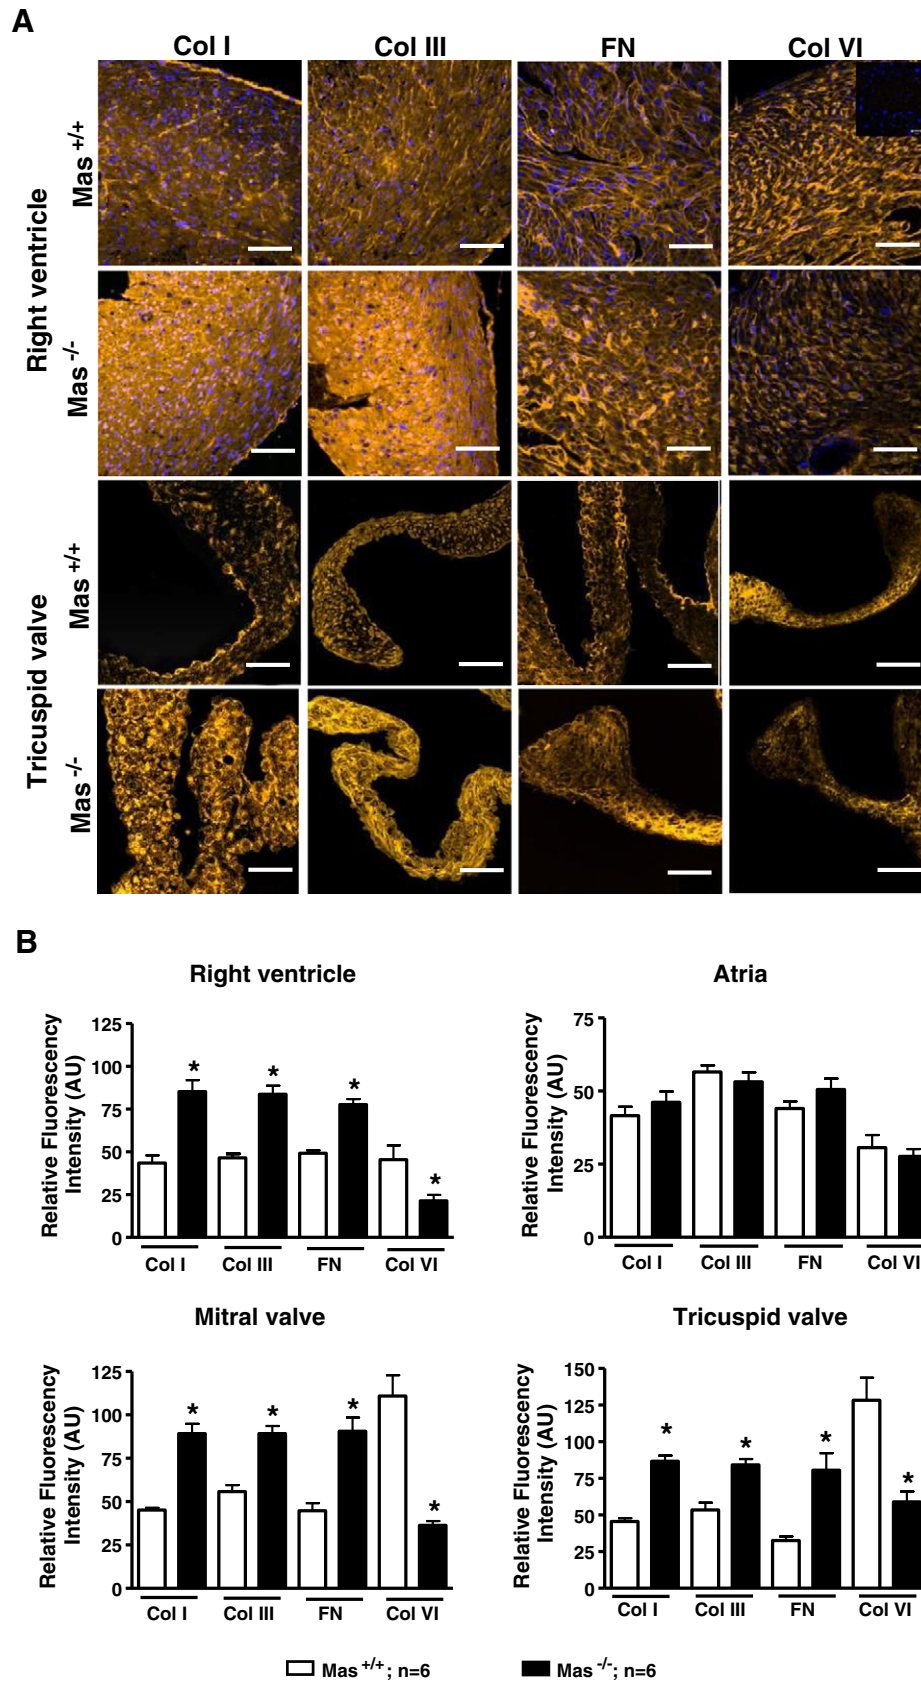 A
Col I Col III FN Col VI
Right ventricle
Mas +/+
Mas -/-
Tricuspid valve
Mas +/+
Mas -/-
B
Right ventricle
Relative Fluorescency
Intensity (AU)
125
100
75
50
25
0
* * * *
Col I Col III FN Col VI
Atria
Relative Fluorescency
Intensity (AU)
75
50
25
0
Col I Col III FN Col VI
Mitral valve
Relative Fluorescency
Intensity (AU)
125
100
75
50
25
0
* * * *
Col I Col III FN Col VI
Tricuspid valve
Relative Fluorescency
Intensity (AU)
150
125
100
75
50
25
0
* * * *
Col I Col III FN Col VI
Mas +/+; n=6 Mas -/-; n=6